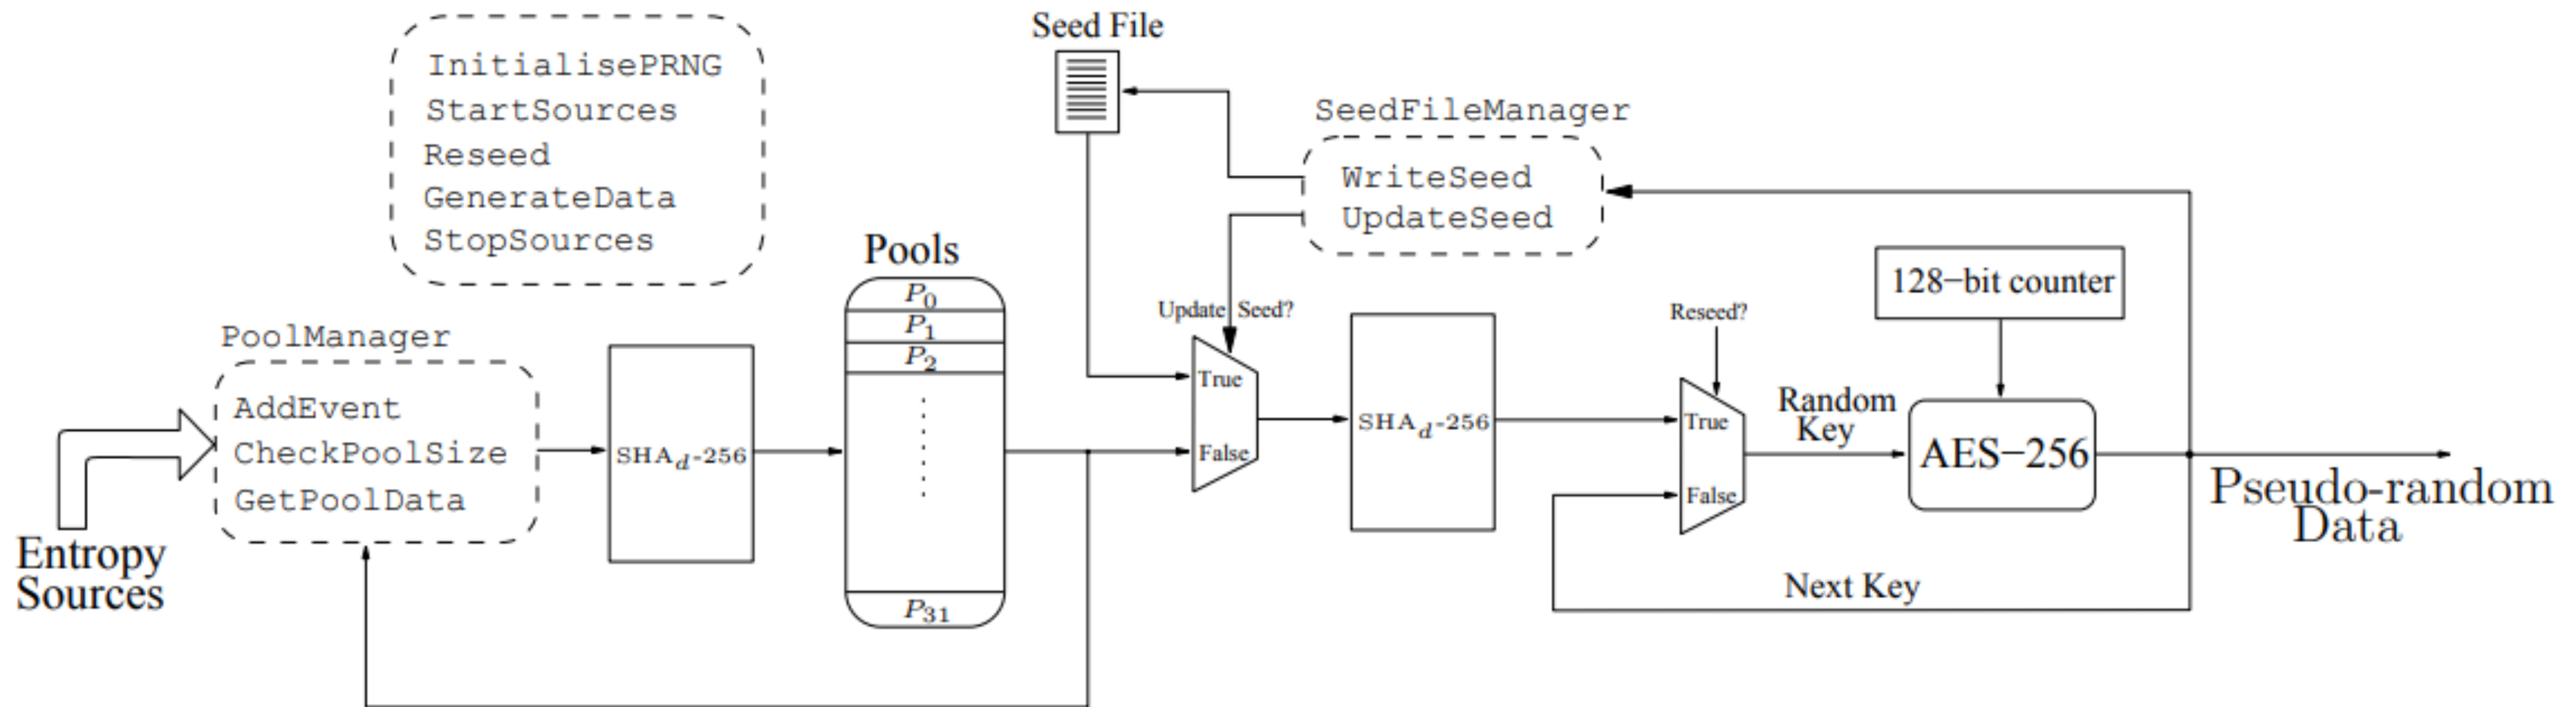 InitialisePRNG
StartSources
Reseed
GenerateData
StopSources
Seed File
SeedFileManager
WriteSeed
UpdateSeed
Pools
P0
P1
P2
P31
PoolManager
AddEvent
CheckPoolSize
GetPoolData
Entropy
Sources
SHAd-256
Update Seed?
True
False
SHAd-256
Reseed?
True
False
Random
Key
128−bit counter
AES−256
Next Key
Pseudo-random
Data